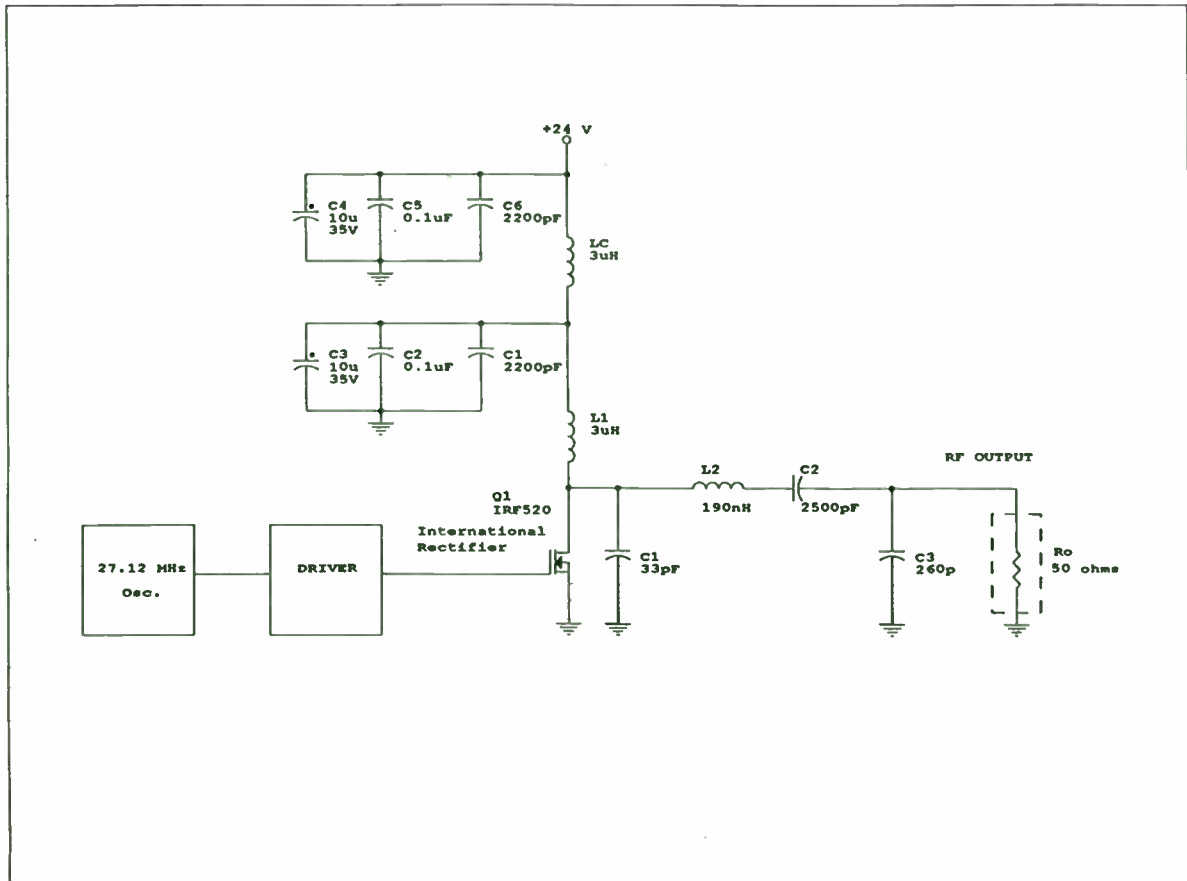 +24 V
C4
10u
35V
C5
0.1uF
C6
2200pF
LC
3uH
C3
10u
35V
C2
0.1uF
C1
2200pF
L1
3uH
RF OUTPUT
L2
190nH
C2
2500pF
Q1
IRF520
International
Rectifier
27.12 MHz
Osc.
DRIVER
C1
33pF
C3
260p
Ro
50 ohms